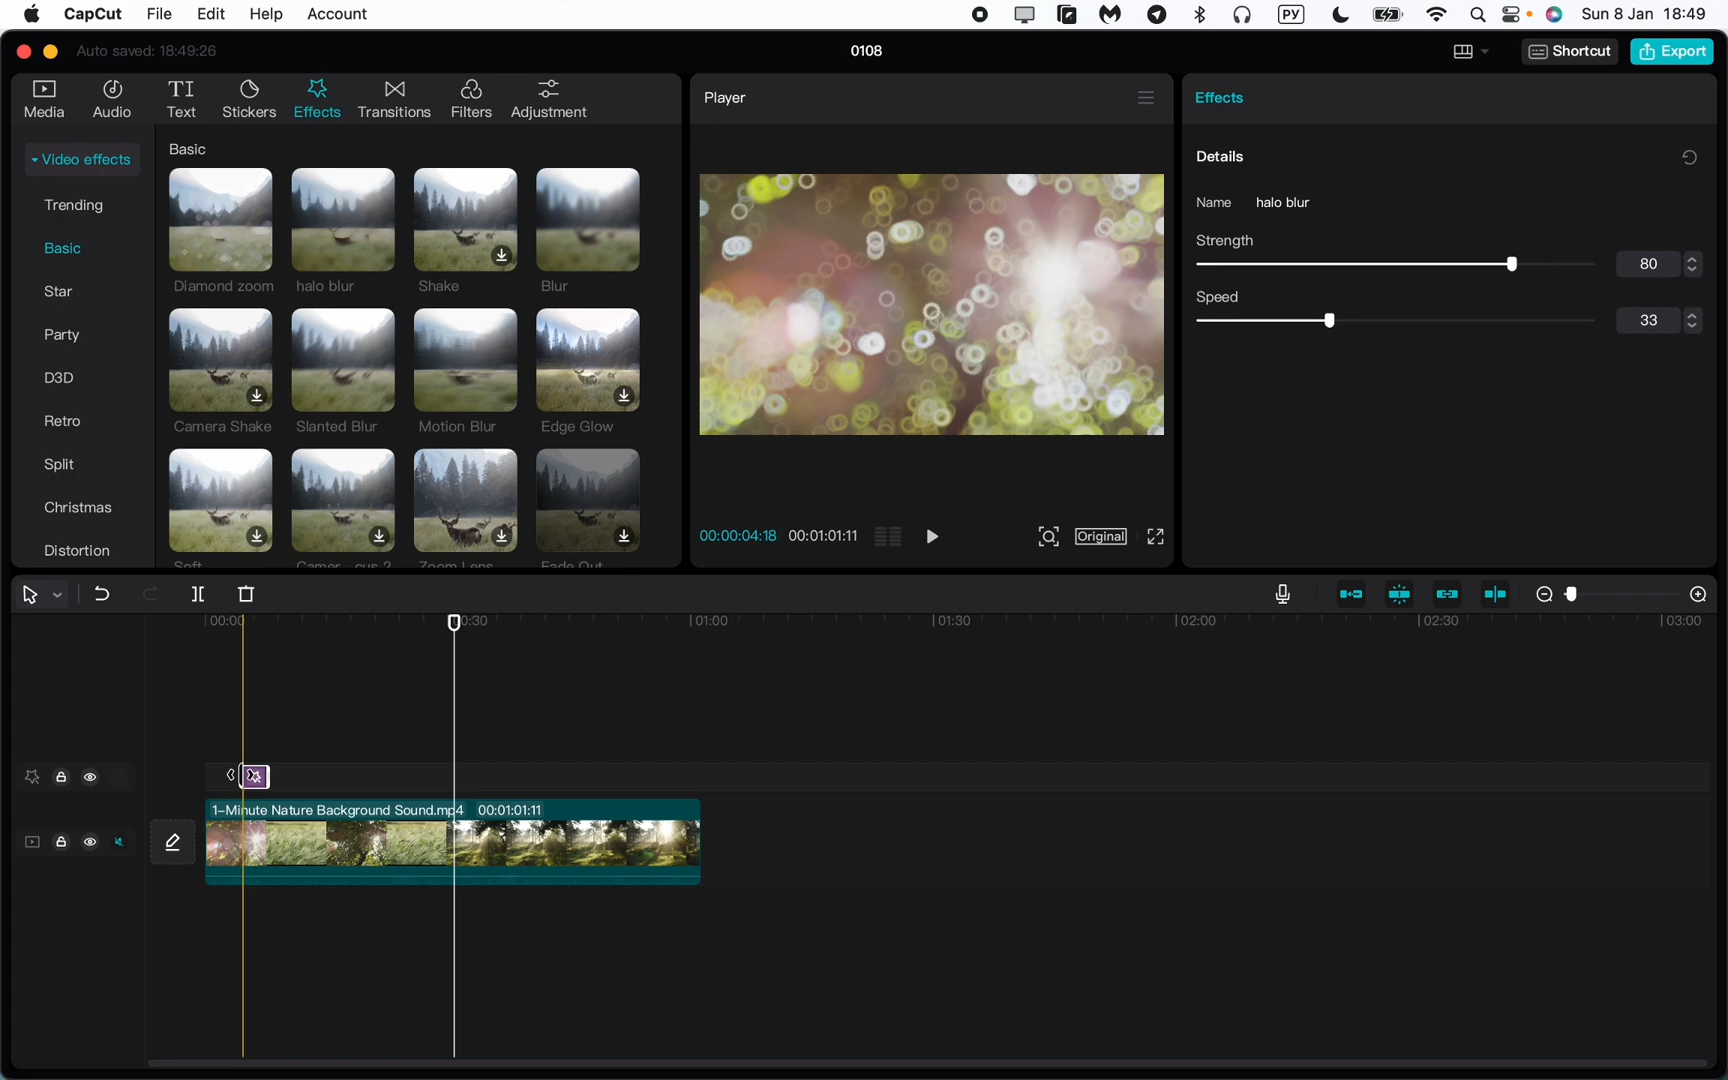 CapCut File Edit Help Account РУ Sun 8 Jan 18:49
Auto saved: 18:49:26 0108 Shortcut Export
Media Audio Text Stickers Effects Transitions Filters Adjustment
Video effects
Trending
Basic
Star
Party
D3D
Retro
Split
Christmas
Distortion
Basic
Diamond zoom halo blur Shake Blur
Camera Shake Slanted Blur Motion Blur Edge Glow
Soft Camer...cus 2 Zoom Lens Fade Out
Player
00:00:04:18 00:01:01:11 Original
Effects
Details
Name halo blur
Strength
80
Speed
33
00:00 00:30 01:00 01:30 02:00 02:30 03:00
1-Minute Nature Background Sound.mp4 00:01:01:11